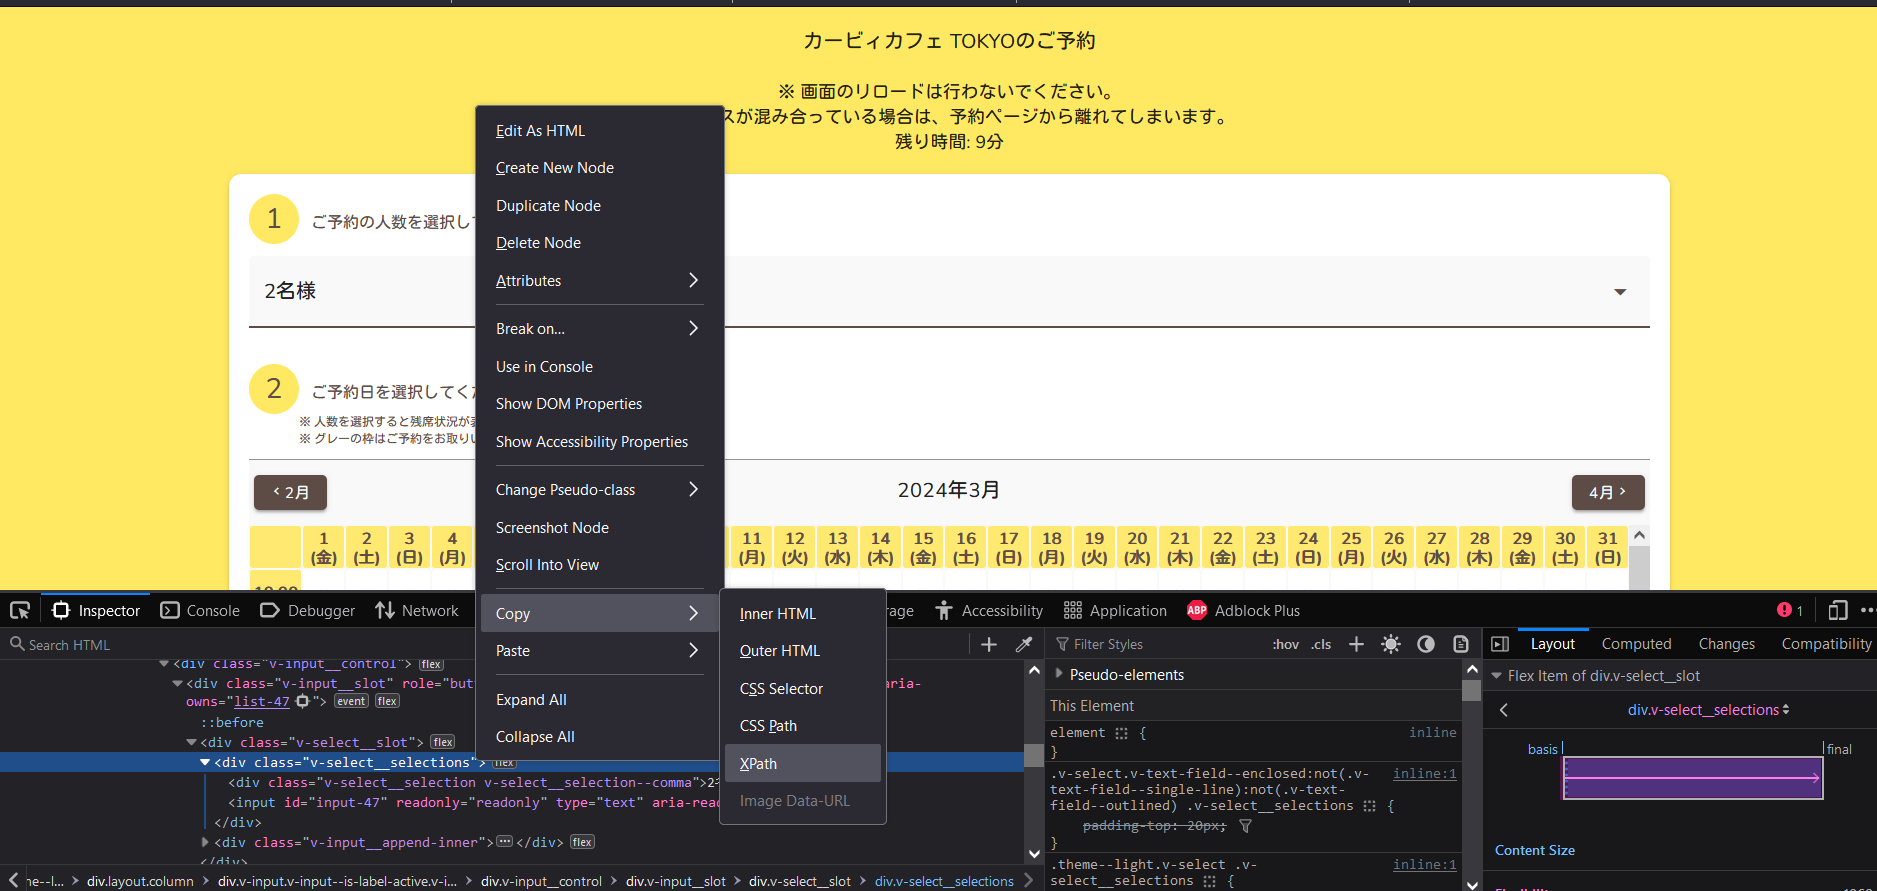 カービィカフェ TOKYOのご予約
※ 画面のリロードは行わないでください。
スが混み合っている場合は、予約ページから離れてしまいます。
残り時間: 9分
1
ご予約の人数を選択し
2名様
2
ご予約日を選択してく
※ 人数を選択すると残席状況が
※ グレーの枠はご予約をお取り
‹ 2月
2024年3月
4月 ›
1 2 3 4 11 12 13 14 15 16 17 18 19 20 21 22 23 24 25 26 27 28 29 30 31
(金) (土) (日) (月) (月) (火) (水) (木) (金) (土) (日) (月) (火) (水) (木) (金) (土) (日) (月) (火) (水) (木) (金) (土) (日)
Edit As HTML
Create New Node
Duplicate Node
Delete Node
Attributes
Break on...
Use in Console
Show DOM Properties
Show Accessibility Properties
Change Pseudo-class
Screenshot Node
Scroll Into View
Copy
Paste
Expand All
Collapse All
Inner HTML
Outer HTML
CSS Selector
CSS Path
XPath
Image Data-URL
Inspector
Console
Debugger
Network
rage
Accessibility
Application
ABP Adblock Plus
1
Search HTML
<div class="v-input__control"> flex
<div class="v-input__slot" role="but aria-
owns="list-47"> event flex
::before
<div class="v-select__slot"> flex
<div class="v-select__selections"> flex
<div class="v-select__selection v-select__selection--comma">2
<input id="input-47" readonly="readonly" type="text" aria-rea
</div>
<div class="v-input__append-inner"> ••• </div> flex
</div>
ne--l... > div.layout.column > div.v-input.v-input--is-label-active.v-i... > div.v-input__control > div.v-input__slot > div.v-select__slot > div.v-select__selections
Filter Styles
:hov .cls
Pseudo-elements
This Element
element { inline
}
.v-select.v-text-field--enclosed:not(.v- inline:1
text-field--single-line):not(.v-text-
field--outlined) .v-select__selections {
padding-top: 20px;
}
.theme--light.v-select .v- inline:1
select__selections {
Layout
Computed
Changes
Compatibility
Flex Item of div.v-select__slot
div.v-select__selections
basis
final
Content Size